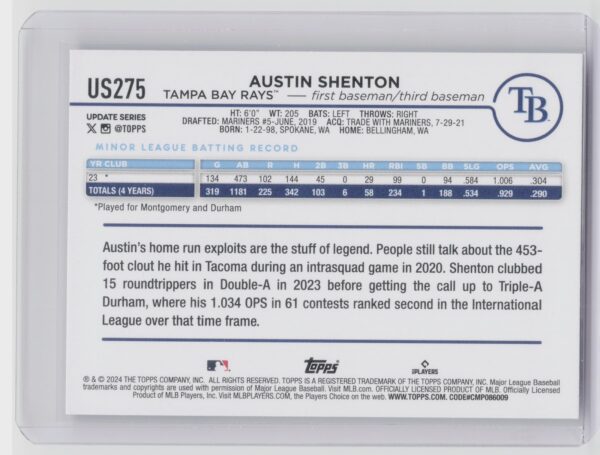 US275
AUSTIN SHENTON
TAMPA BAY RAYS™ — first baseman/third baseman
TB
UPDATE SERIES
@TOPPS
HT: 6'0" WT: 205 BATS: LEFT THROWS: RIGHT
DRAFTED: MARINERS #5-JUNE, 2019 ACQ: TRADE WITH MARINERS, 7-29-21
BORN: 1-22-98, SPOKANE, WA HOME: BELLINGHAM, WA
MINOR LEAGUE BATTING RECORD
YR CLUB G AB R H 2B 3B HR RBI SB BB SLG OPS AVG
23 * 134 473 102 144 45 0 29 99 0 94 .584 1.006 .304
TOTALS (4 YEARS) 319 1181 225 342 103 6 58 234 1 188 .534 .929 .290
*Played for Montgomery and Durham
Austin's home run exploits are the stuff of legend. People still talk about the 453-
foot clout he hit in Tacoma during an intrasquad game in 2020. Shenton clubbed
15 roundtrippers in Double-A in 2023 before getting the call up to Triple-A
Durham, where his 1.034 OPS in 61 contests ranked second in the International
League over that time frame.
Topps
PLAYERS
® & © 2024 THE TOPPS COMPANY, INC. ALL RIGHTS RESERVED. TOPPS IS A REGISTERED TRADEMARK OF THE TOPPS COMPANY, INC. Major League Baseball
trademarks and copyrights are used with permission of Major League Baseball. Visit MLB.com. OFFICIALLY LICENSED PRODUCT OF MLB. Officially Licensed
Product of MLB Players, Inc. Visit MLBPLAYERS.com, the Players Choice on the web. WWW.TOPPS.COM. CODE#CMP086009